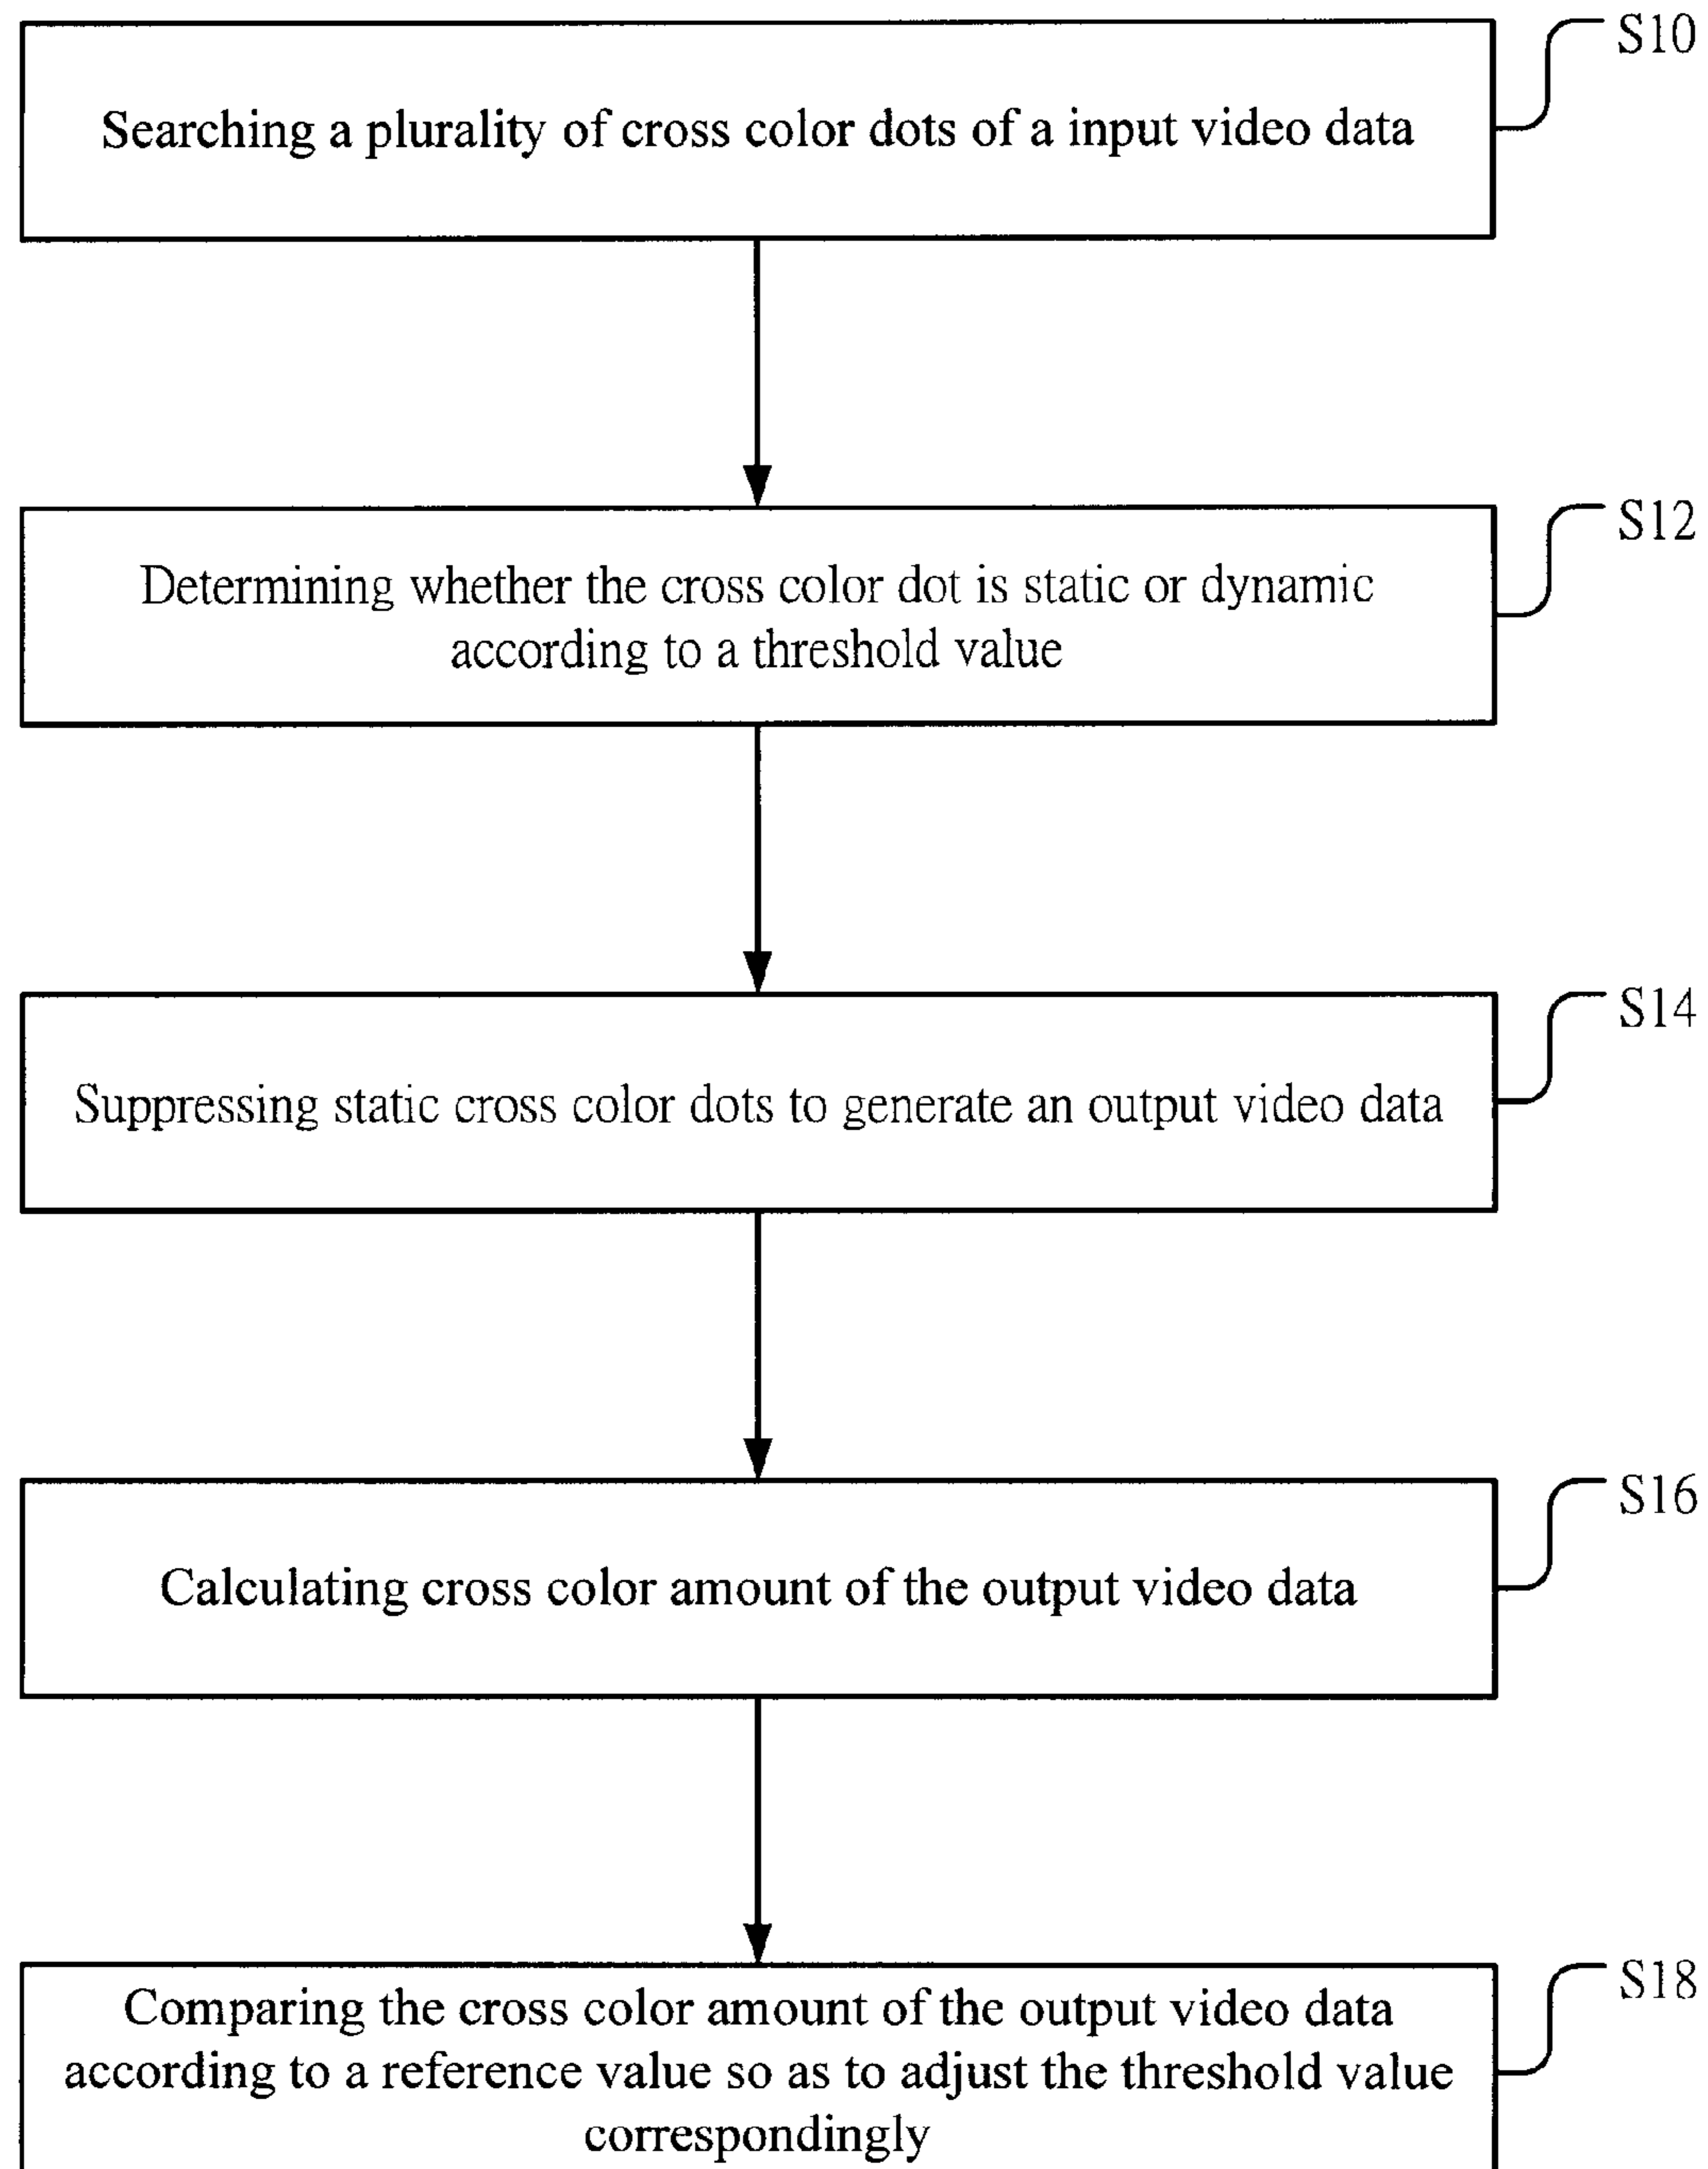 S10
Searching a plurality of cross color dots of a input video data
S12
Determining whether the cross color dot is static or dynamic
according to a threshold value
S14
Suppressing static cross color dots to generate an output video data
S16
Calculating cross color amount of the output video data
S18
Comparing the cross color amount of the output video data
according to a reference value so as to adjust the threshold value
correspondingly